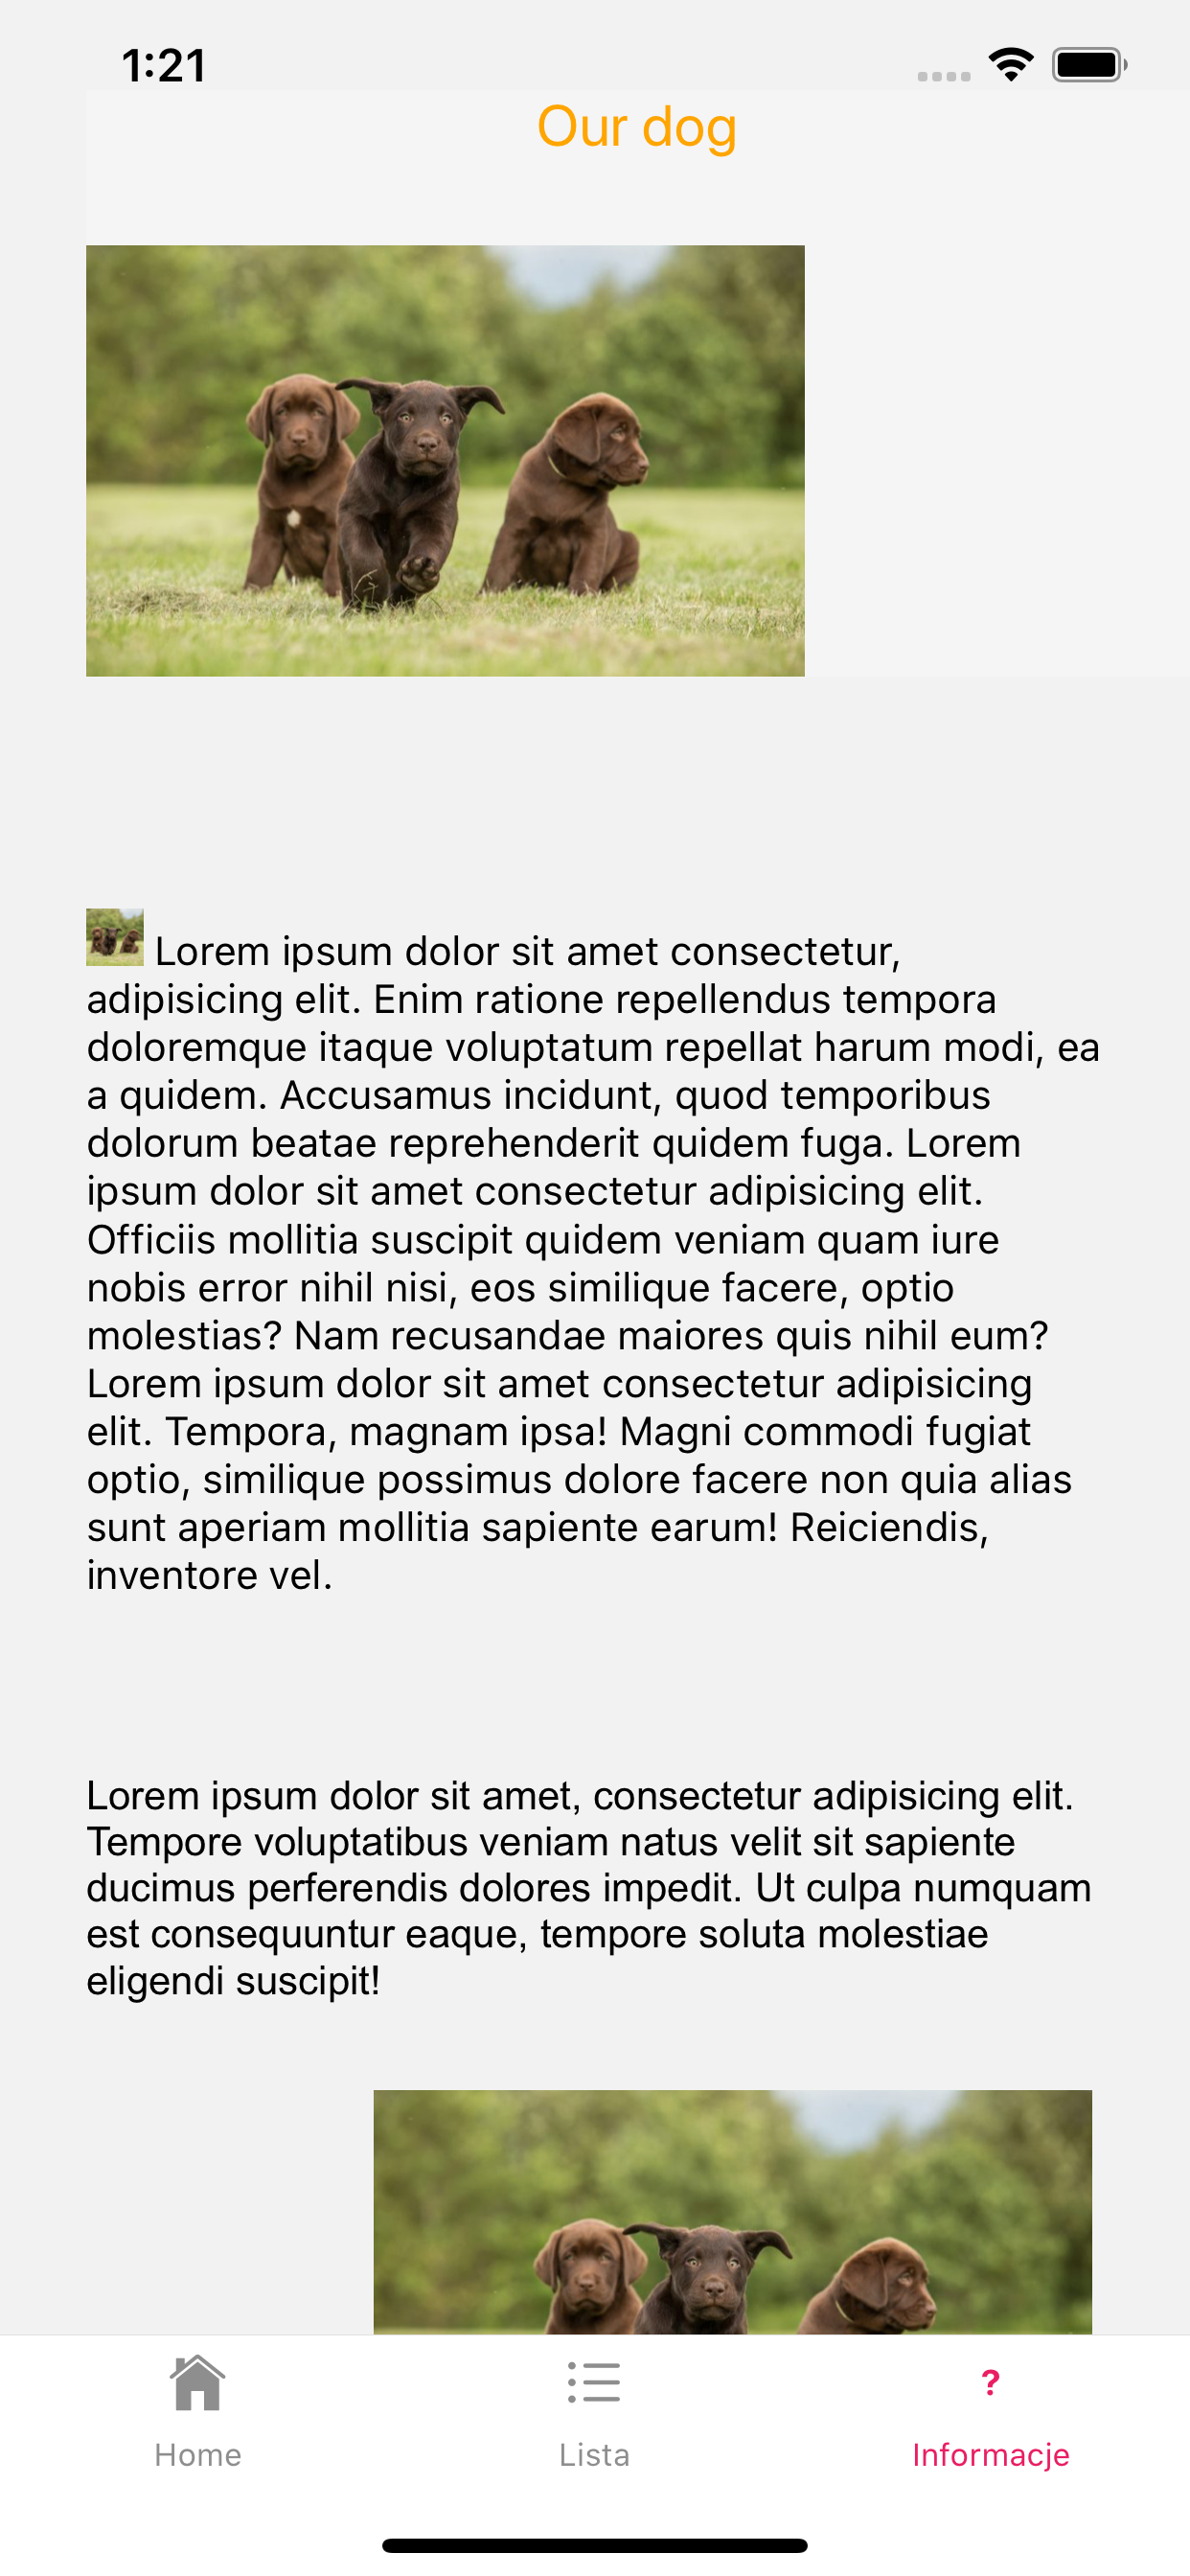 1:21
Our dog
Lorem ipsum dolor sit amet consectetur,
adipisicing elit. Enim ratione repellendus tempora
doloremque itaque voluptatum repellat harum modi, ea
a quidem. Accusamus incidunt, quod temporibus
dolorum beatae reprehenderit quidem fuga. Lorem
ipsum dolor sit amet consectetur adipisicing elit.
Officiis mollitia suscipit quidem veniam quam iure
nobis error nihil nisi, eos similique facere, optio
molestias? Nam recusandae maiores quis nihil eum?
Lorem ipsum dolor sit amet consectetur adipisicing
elit. Tempora, magnam ipsa! Magni commodi fugiat
optio, similique possimus dolore facere non quia alias
sunt aperiam mollitia sapiente earum! Reiciendis,
inventore vel.
Lorem ipsum dolor sit amet, consectetur adipisicing elit.
Tempore voluptatibus veniam natus velit sit sapiente
ducimus perferendis dolores impedit. Ut culpa numquam
est consequuntur eaque, tempore soluta molestiae
eligendi suscipit!
?
Home Lista Informacje